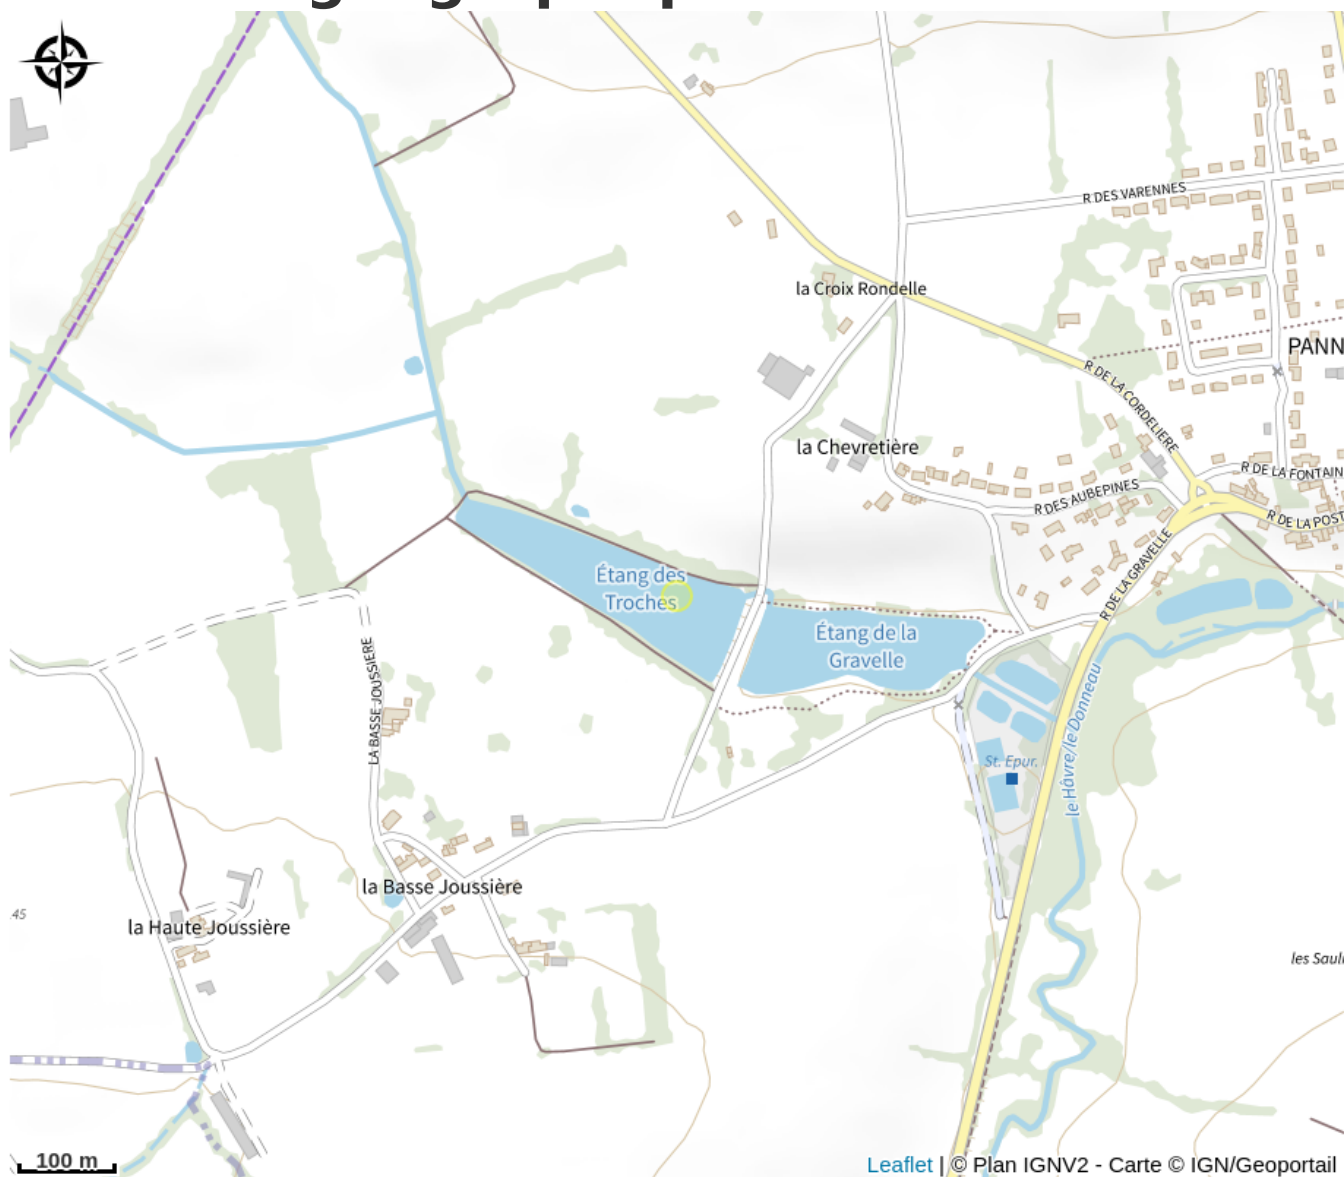 R DES VARENNES
la Croix Rondelle
PANN
R DE LA CORDELIERE
la Chevretière
R DE LA FONTAIN
R DES AUBEPINES
R DE LA POST
R DE LA GRAVELLE
Étang des
Troches
Étang de la
Gravelle
LA BASSE JOUSSIERE
le Hâvre/le Donneau
St. Epur.
la Basse Joussière
45
la Haute Joussière
les Saul
100 m
Leaflet | © Plan IGNV2 - Carte © IGN/Geoportail